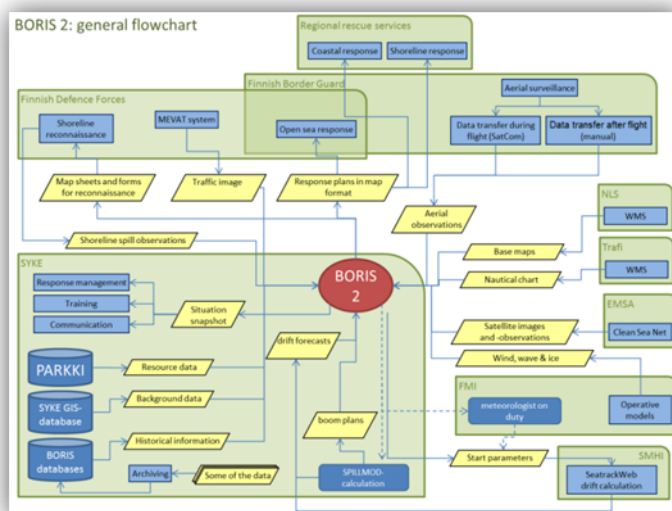 BORIS 2: general flowchart
Regional rescue services
Coastal response
Shoreline response
Finnish Border Guard
Aerial surveillance
Finnish Defence Forces
Shoreline
reconnaissance
MEVAT system
Open sea response
Data transfer during
flight (SatCom)
Data transfer after flight
(manual)
Map sheets and forms
for reconnaissance
Traffic image
Response plans in map
format
Aerial
observations
NLS
WMS
Shoreline spill observations
Base maps
Trafi
WMS
SYKE
BORIS
2
Nautical chart
Response management
Training
Communication
Situation
snapshot
EMSA
Clean Sea Net
Satellite images
and -observations
drift forecasts
Wind, wave & ice
PARKKI
Resource data
FMI
meteorologist on
duty
Operative
models
SYKE GIS-
database
Background data
boom plans
BORIS
databases
Historical information
Start parameters
SMHI
SeatrackWeb
drift calculation
Archiving
Some of the data
SPILLMOD-
calculation